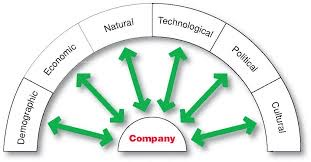 Demographic
Economic
Natural
Technological
Political
Cultural
Company